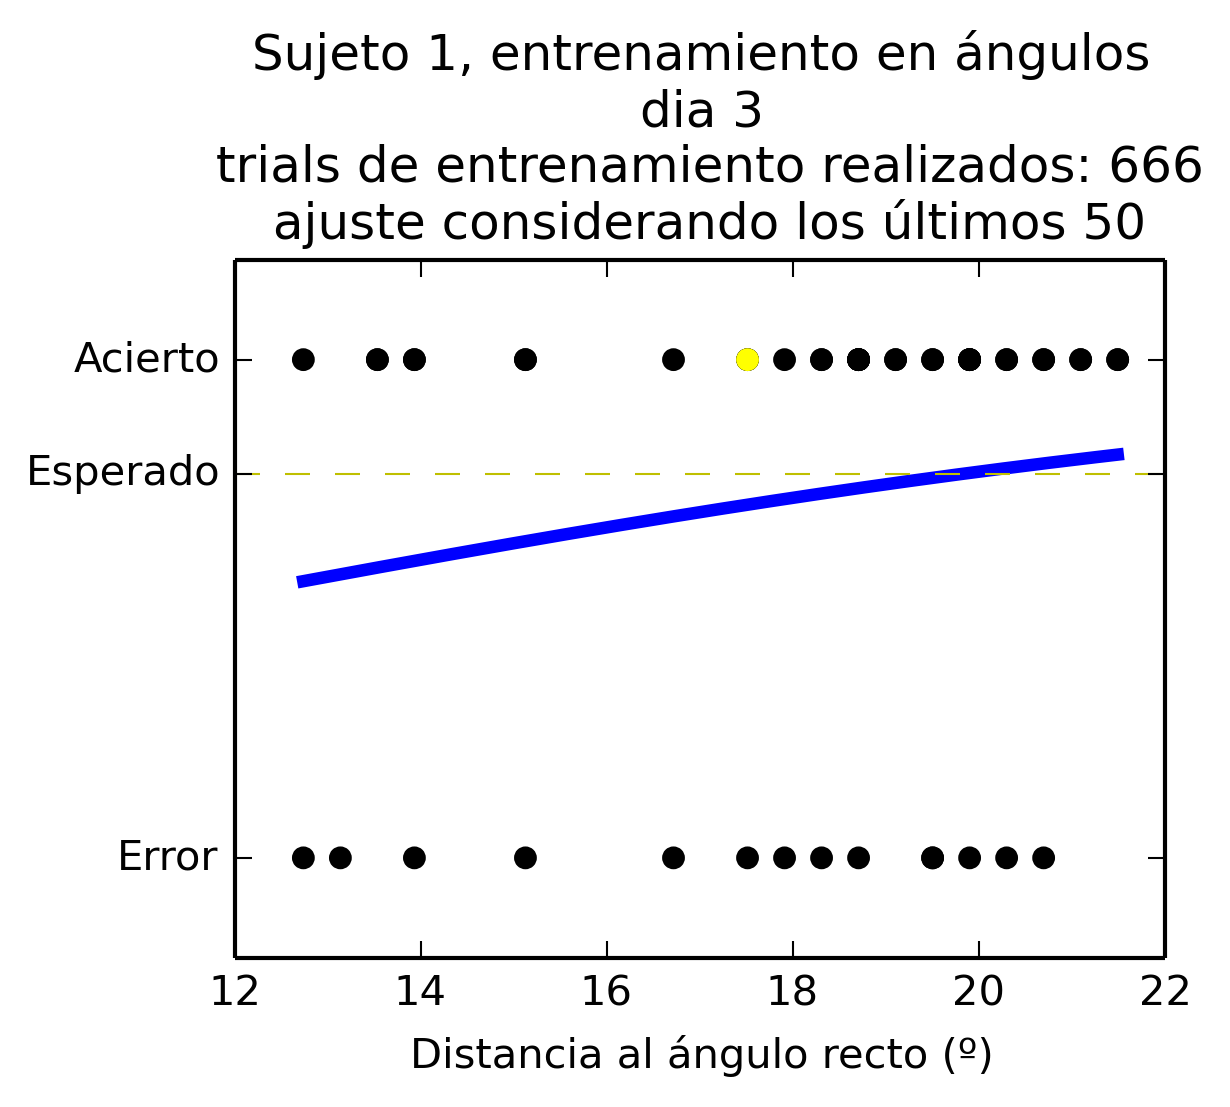 Sujeto 1, entrenamiento en ángulos
dia 3
trials de entrenamiento realizados: 666
ajuste considerando los últimos 50
Acierto
Esperado
Error
12 14 16 18 20 22
Distancia al ángulo recto (º)